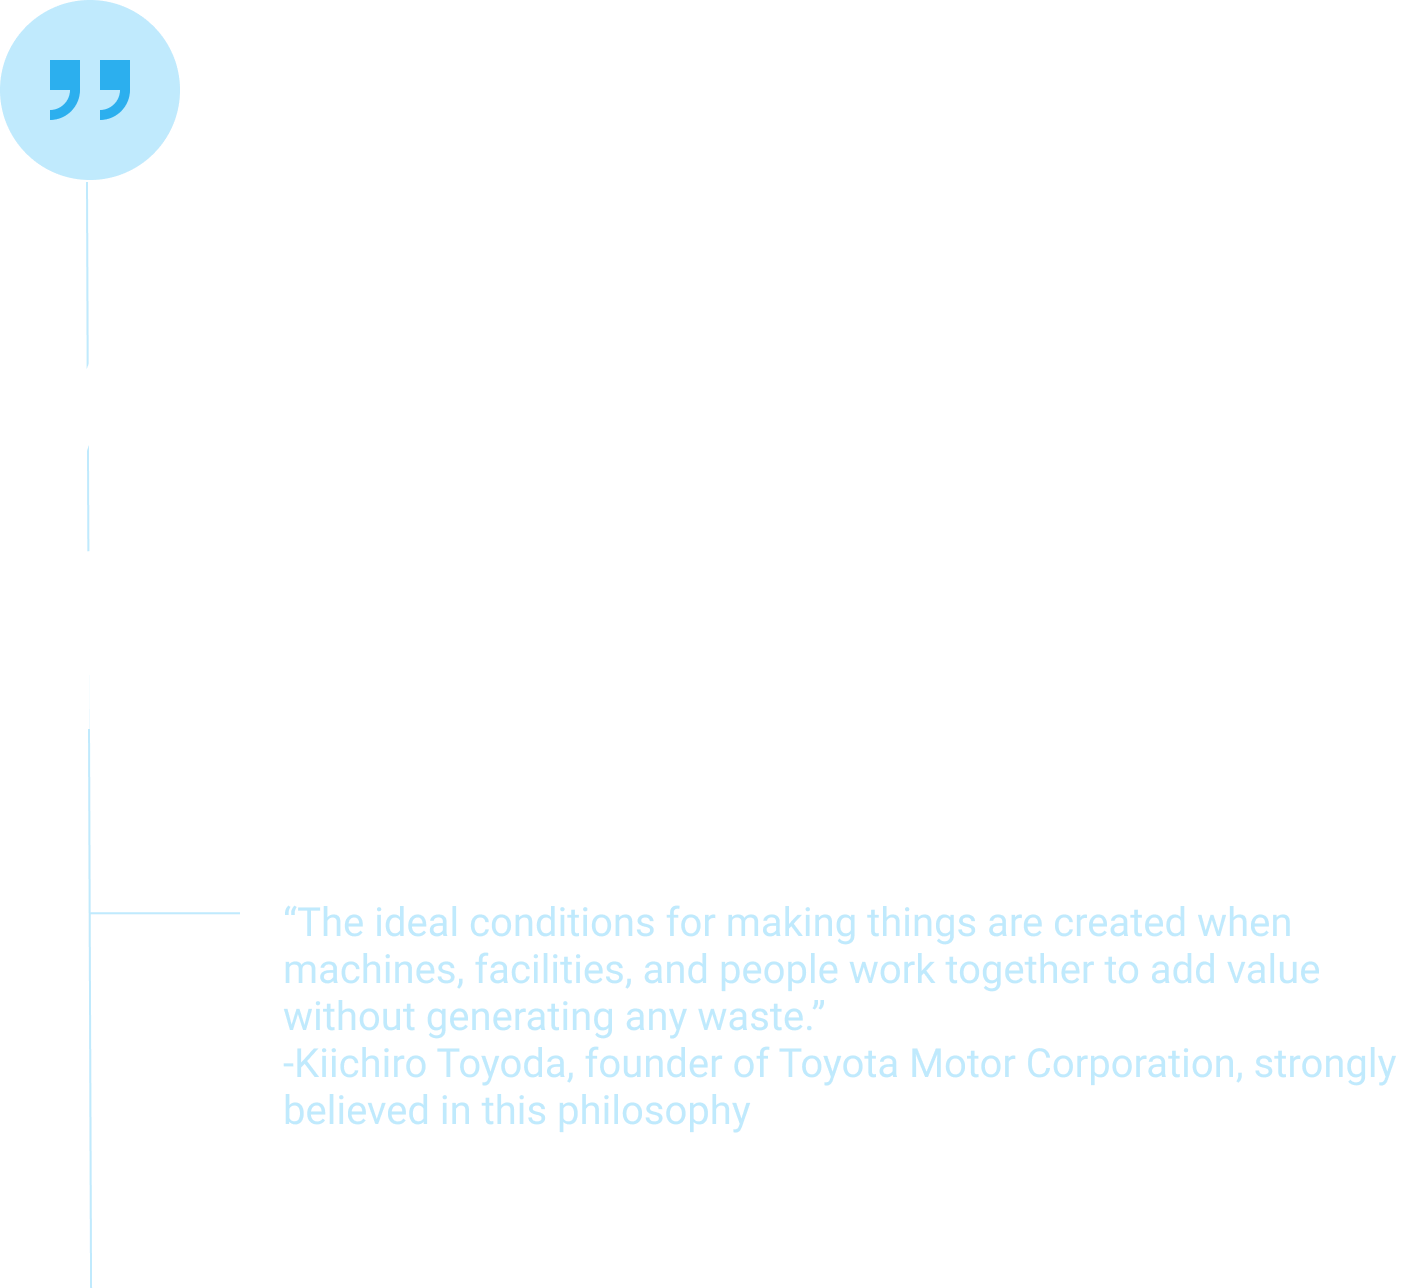 “The ideal conditions for making things are created when
machines, facilities, and people work together to add value
without generating any waste.”
-Kiichiro Toyoda, founder of Toyota Motor Corporation, strongly
believed in this philosophy